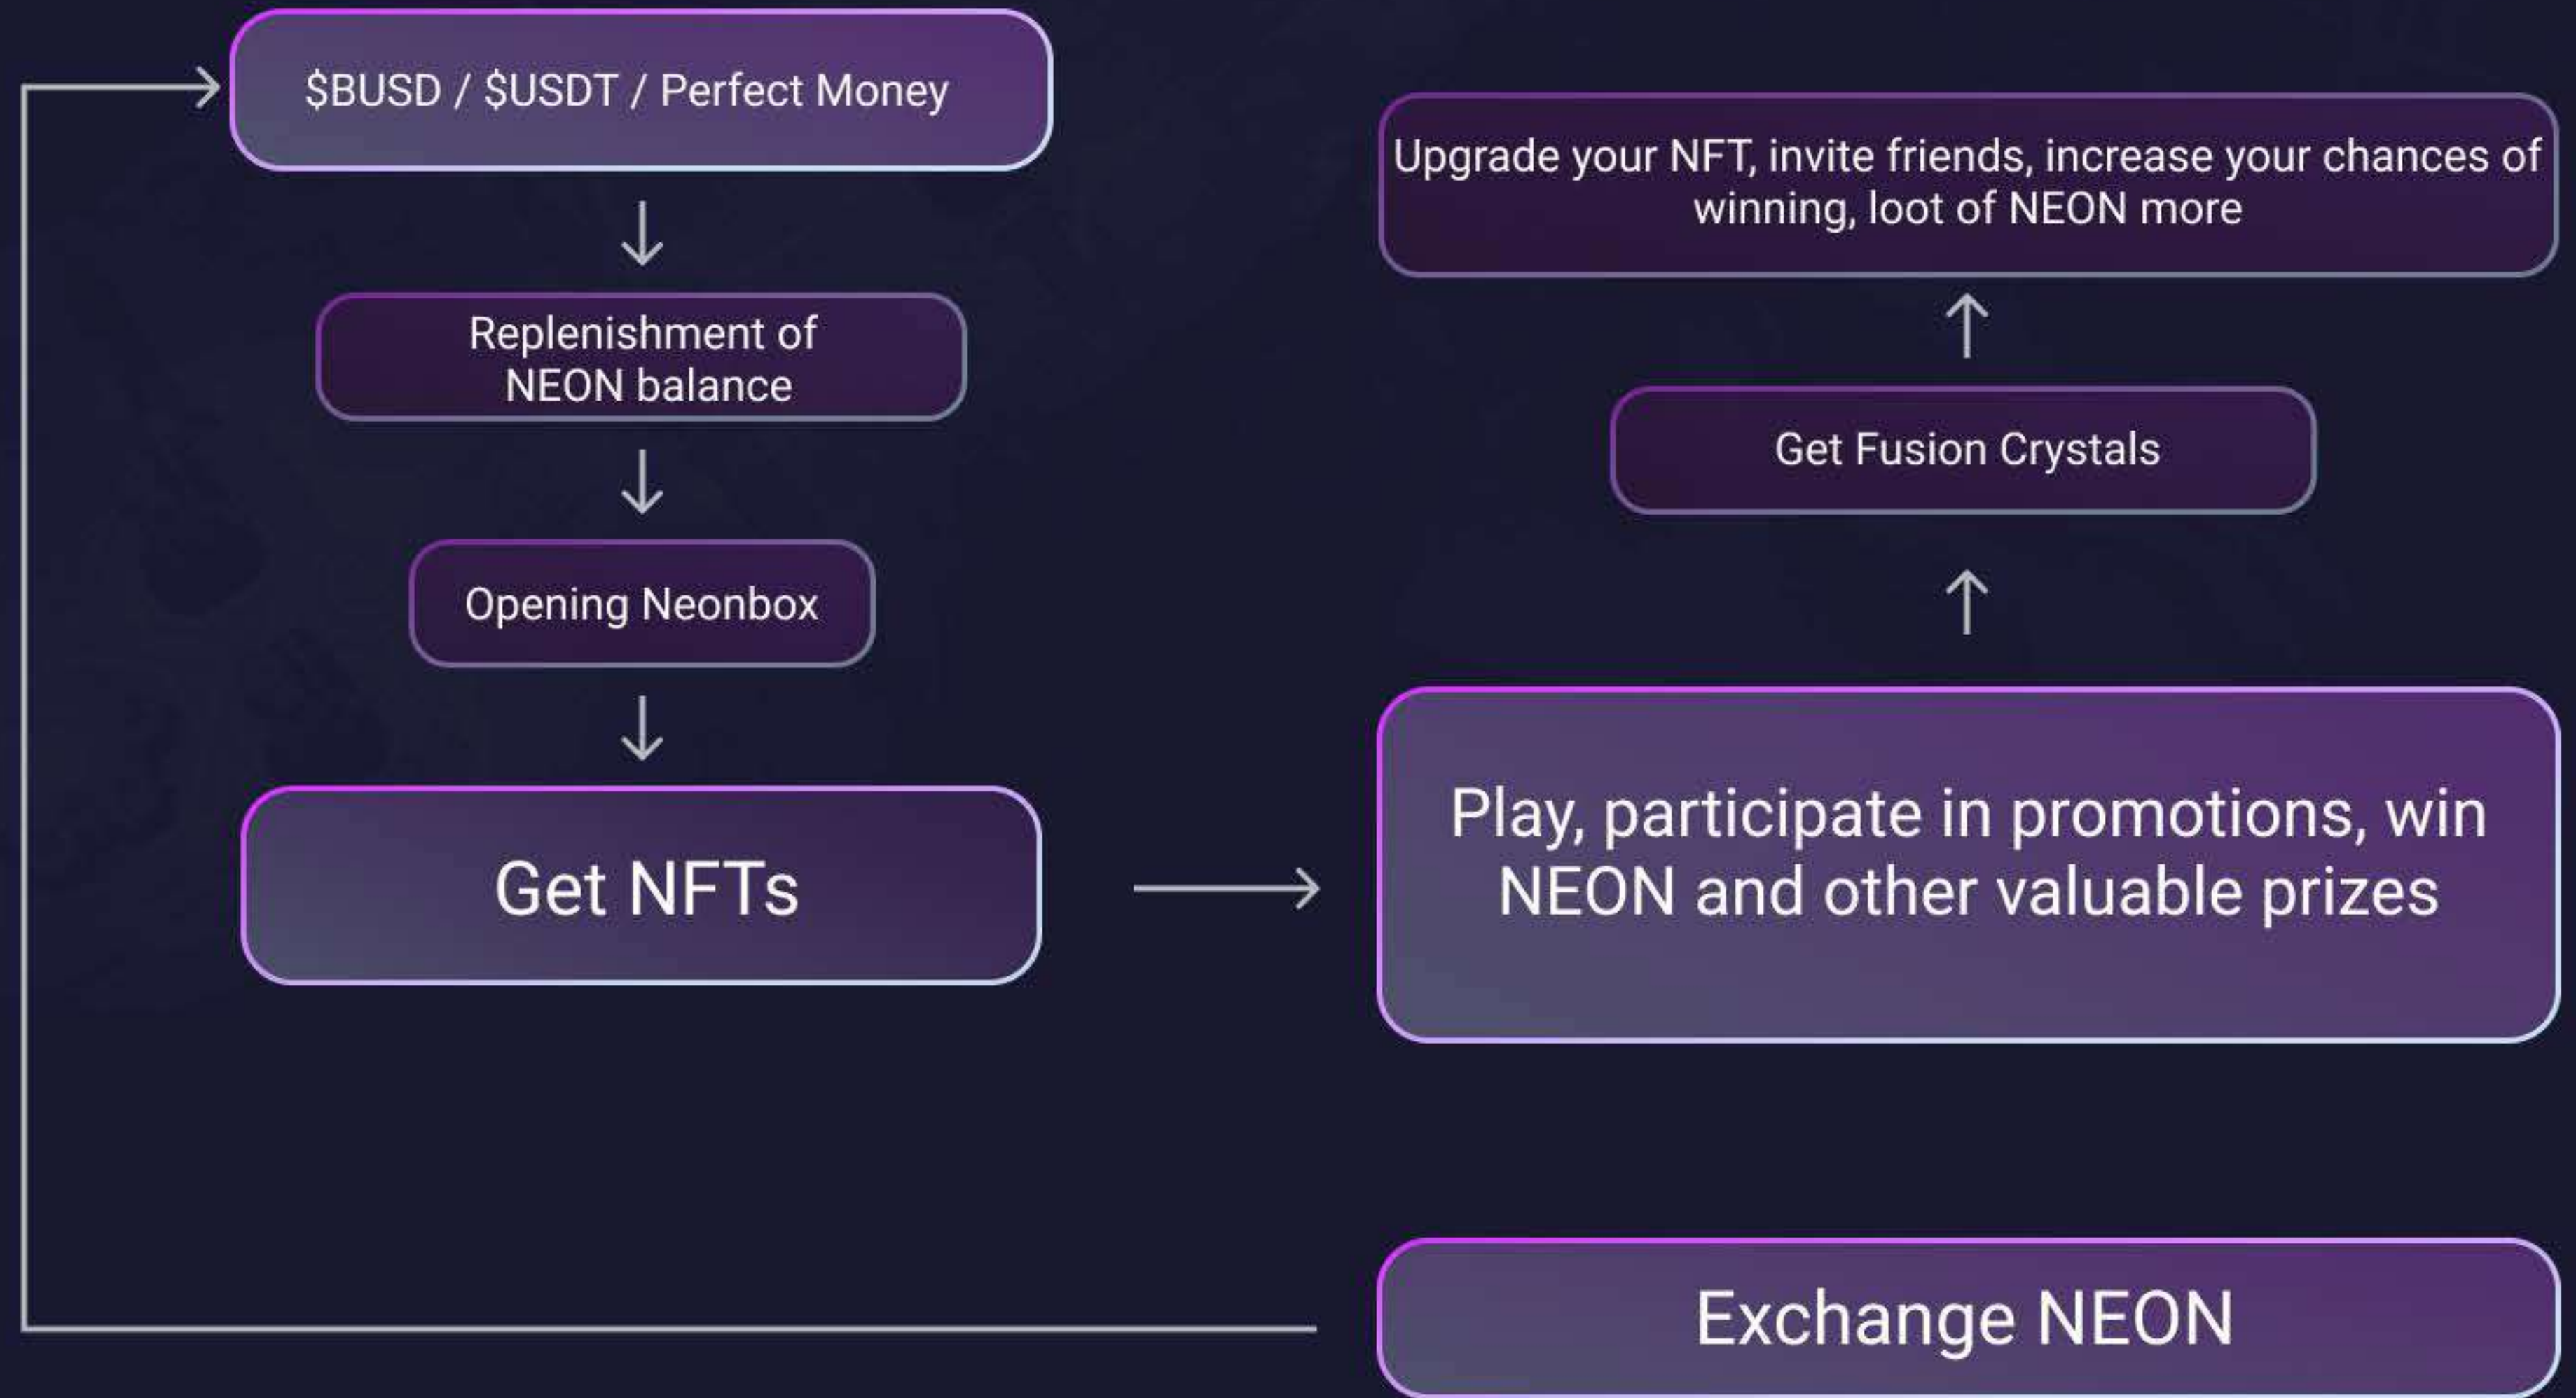 $BUSD / $USDT / Perfect Money
Replenishment of
NEON balance
Opening Neonbox
Get NFTs
Upgrade your NFT, invite friends, increase your chances of
winning, loot of NEON more
Get Fusion Crystals
Play, participate in promotions, win
NEON and other valuable prizes
Exchange NEON